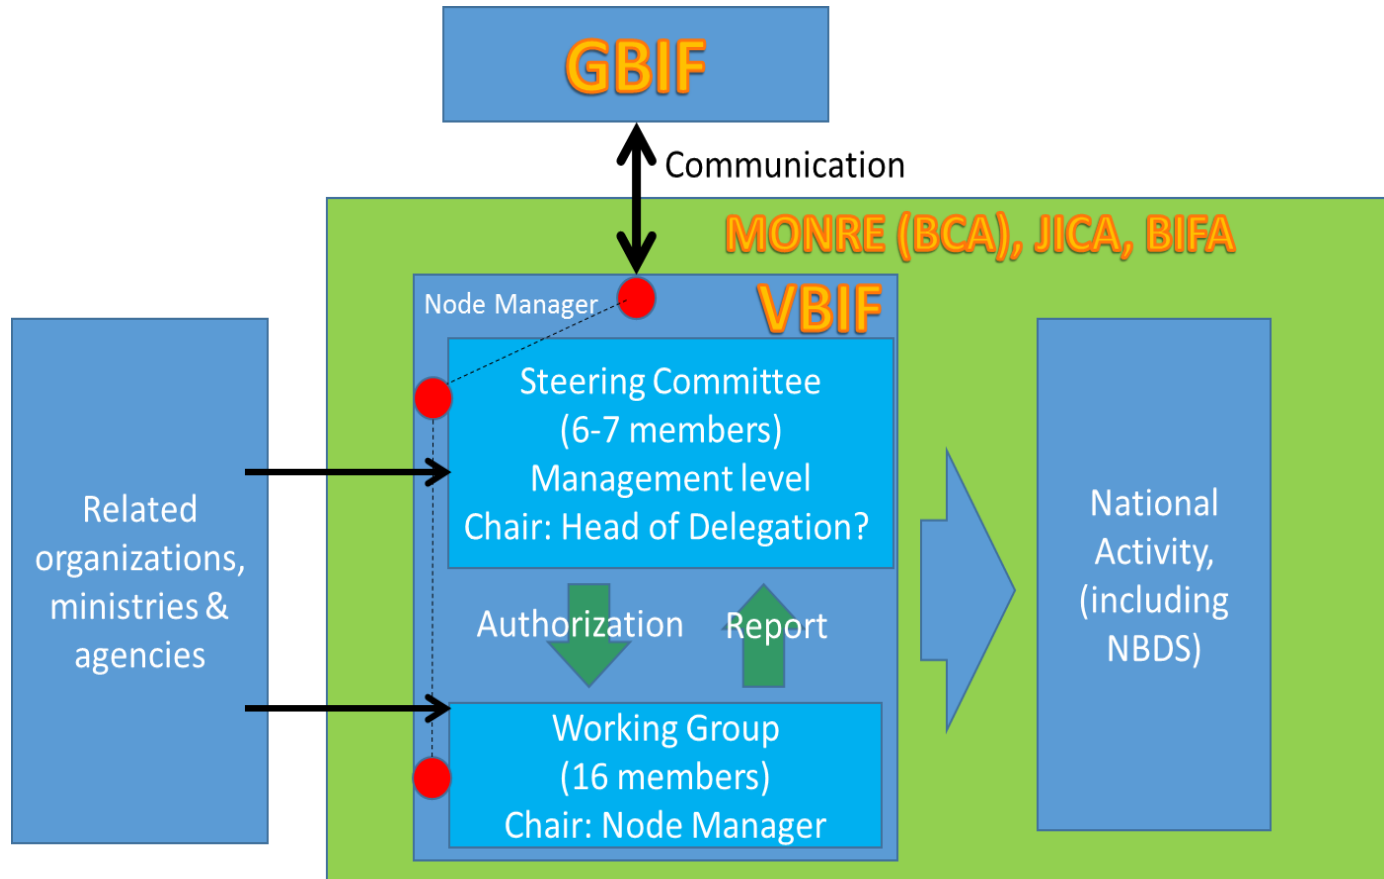 GBIF
Communication
MONRE (BCA), JICA, BIFA
Node Manager
VBIF
Steering Committee
(6-7 members)
Management level
Chair: Head of Delegation?
Related
organizations,
ministries &
agencies
Authorization
Report
Working Group
(16 members)
Chair: Node Manager
National
Activity,
(including
NBDS)